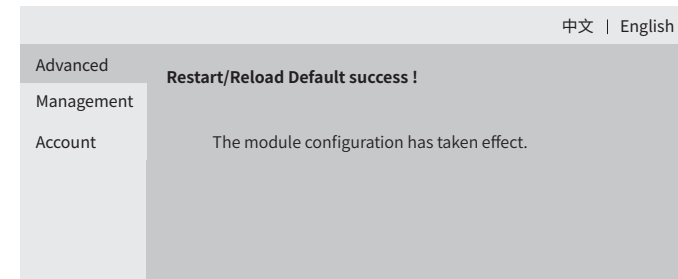 中文 | English
Advanced
Management
Account
Restart/Reload Default success !
The module configuration has taken effect.